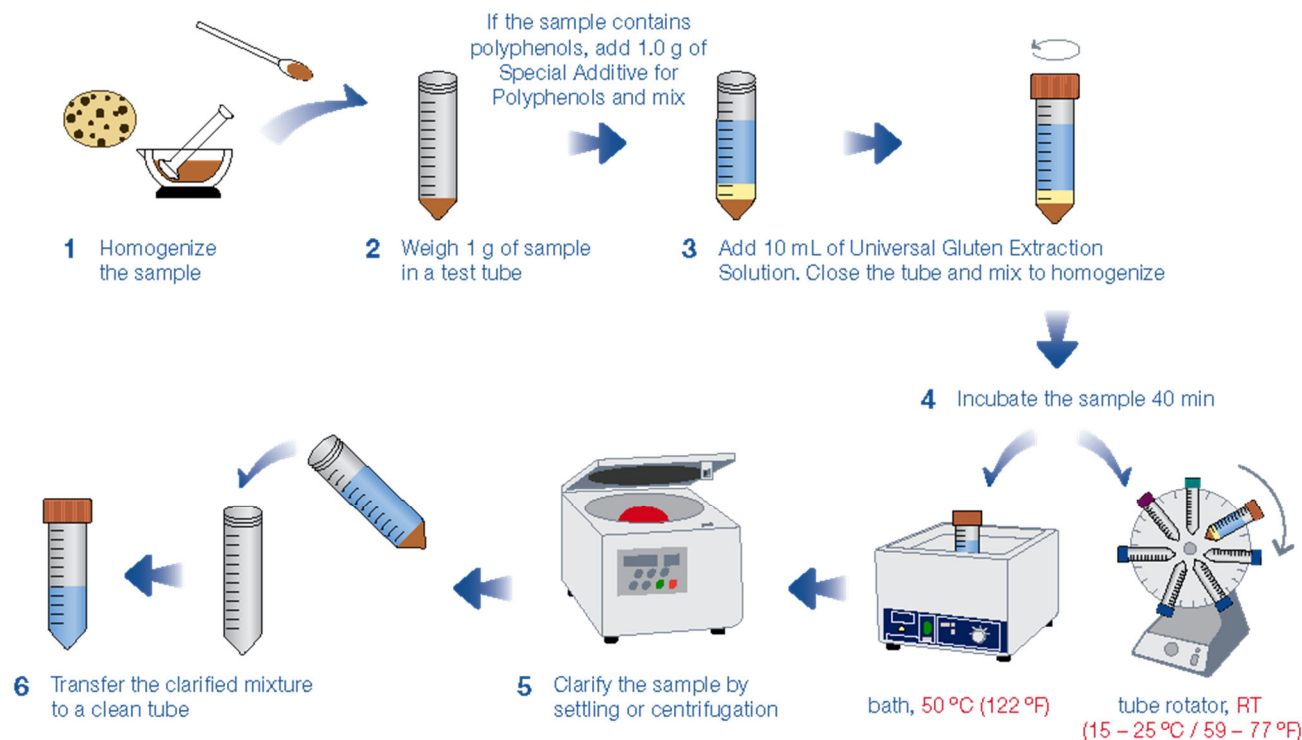 If the sample contains
polyphenols, add 1.0 g of
Special Additive for
Polyphenols and mix
1 Homogenize
the sample
2 Weigh 1 g of sample
in a test tube
3 Add 10 mL of Universal Gluten Extraction
Solution. Close the tube and mix to homogenize
4 Incubate the sample 40 min
bath, 50 ºC (122 ºF)
tube rotator, RT
(15 – 25 ºC / 59 – 77 ºF)
5 Clarify the sample by
settling or centrifugation
6 Transfer the clarified mixture
to a clean tube